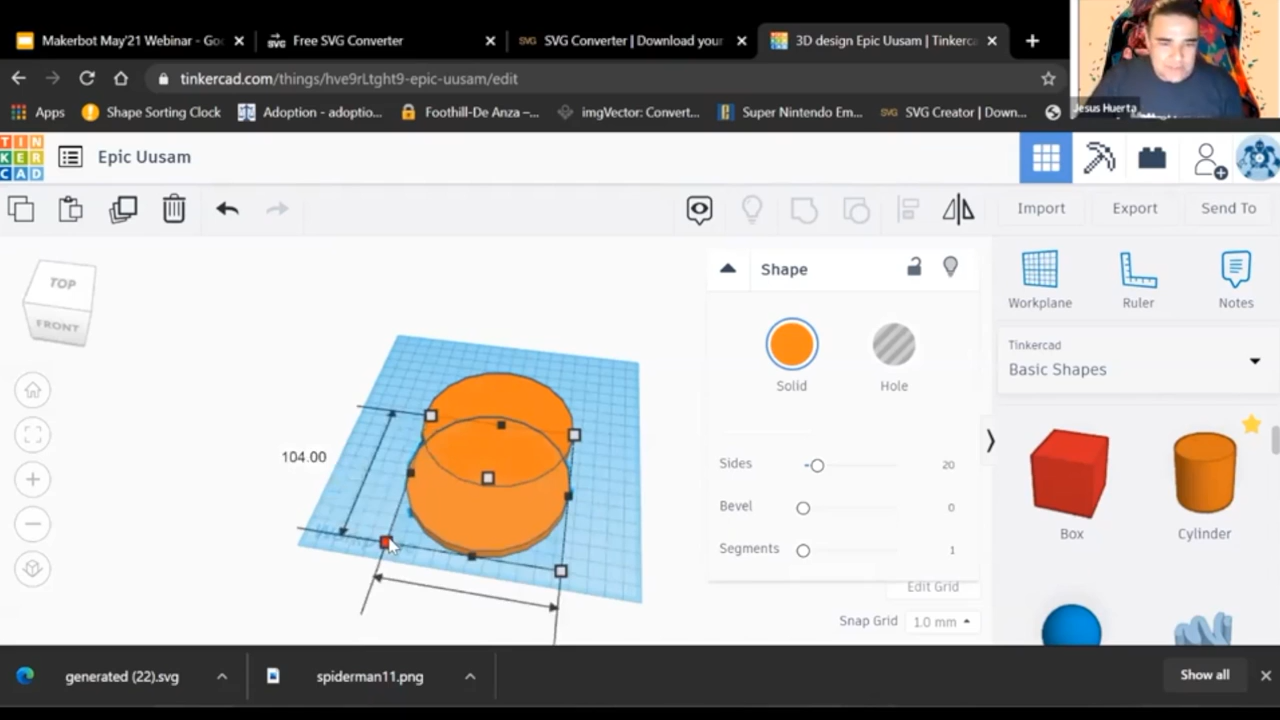 Makerbot May'21 Webinar - Goo
Free SVG Converter
SVG Converter | Download your
3D design Epic Uusam | Tinkerca
tinkercad.com/things/hve9rLtght9-epic-uusam/edit
Jesus Huerta
Apps
Shape Sorting Clock
Adoption - adoptio...
Foothill-De Anza –...
imgVector: Convert...
Super Nintendo Em...
SVG Creator | Down...
TIN
KER
CAD
Epic Uusam
Import
Export
Send To
TOP
FRONT
Shape
Solid
Hole
Sides
20
Bevel
0
Segments
1
104.00
Workplane
Ruler
Notes
Tinkercad
Basic Shapes
Box
Cylinder
Edit Grid
Snap Grid
1.0 mm
generated (22).svg
spiderman11.png
Show all